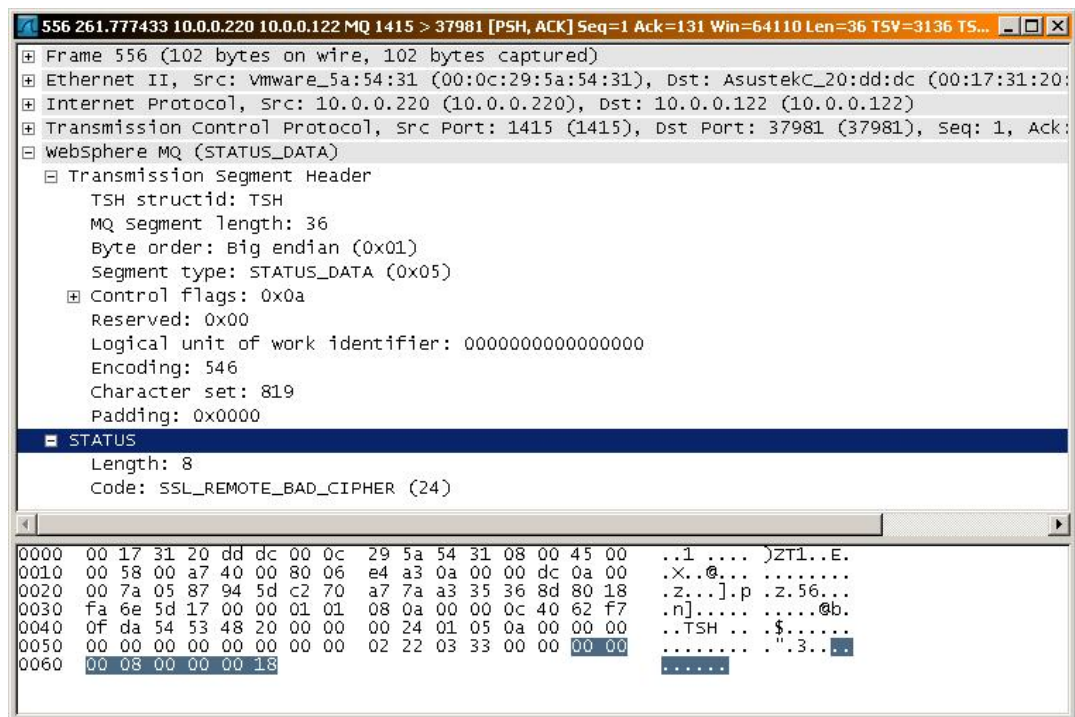 556 261.777433 10.0.0.220 10.0.0.122 MQ 1415 > 37981 [PSH, ACK] Seq=1 Ack=131 Win=64110 Len=36 TSV=3136 TS...
Frame 556 (102 bytes on wire, 102 bytes captured)
Ethernet II, Src: Vmware_5a:54:31 (00:0c:29:5a:54:31), Dst: AsustekC_20:dd:dc (00:17:31:20:
Internet Protocol, Src: 10.0.0.220 (10.0.0.220), Dst: 10.0.0.122 (10.0.0.122)
Transmission Control Protocol, Src Port: 1415 (1415), Dst Port: 37981 (37981), Seq: 1, Ack:
WebSphere MQ (STATUS_DATA)
Transmission Segment Header
TSH structid: TSH
MQ Segment length: 36
Byte order: Big endian (0x01)
Segment type: STATUS_DATA (0x05)
Control flags: 0x0a
Reserved: 0x00
Logical unit of work identifier: 0000000000000000
Encoding: 546
Character set: 819
Padding: 0x0000
STATUS
Length: 8
Code: SSL_REMOTE_BAD_CIPHER (24)
0000 00 17 31 20 dd dc 00 0c 29 5a 54 31 08 00 45 00 ..1 .... )ZT1..E.
0010 00 58 00 a7 40 00 80 06 e4 a3 0a 00 00 dc 0a 00 .X..@... ........
0020 00 7a 05 87 94 5d c2 70 a7 7a a3 35 36 8d 80 18 .z...].p .z.56...
0030 fa 6e 5d 17 00 00 01 01 08 0a 00 00 0c 40 62 f7 .n]..... .....@b.
0040 0f da 54 53 48 20 00 00 00 24 01 05 0a 00 00 00 ..TSH .. .$......
0050 00 00 00 00 00 00 00 00 02 22 03 33 00 00 00 00 ........ .".3....
0060 00 08 00 00 00 18 ......